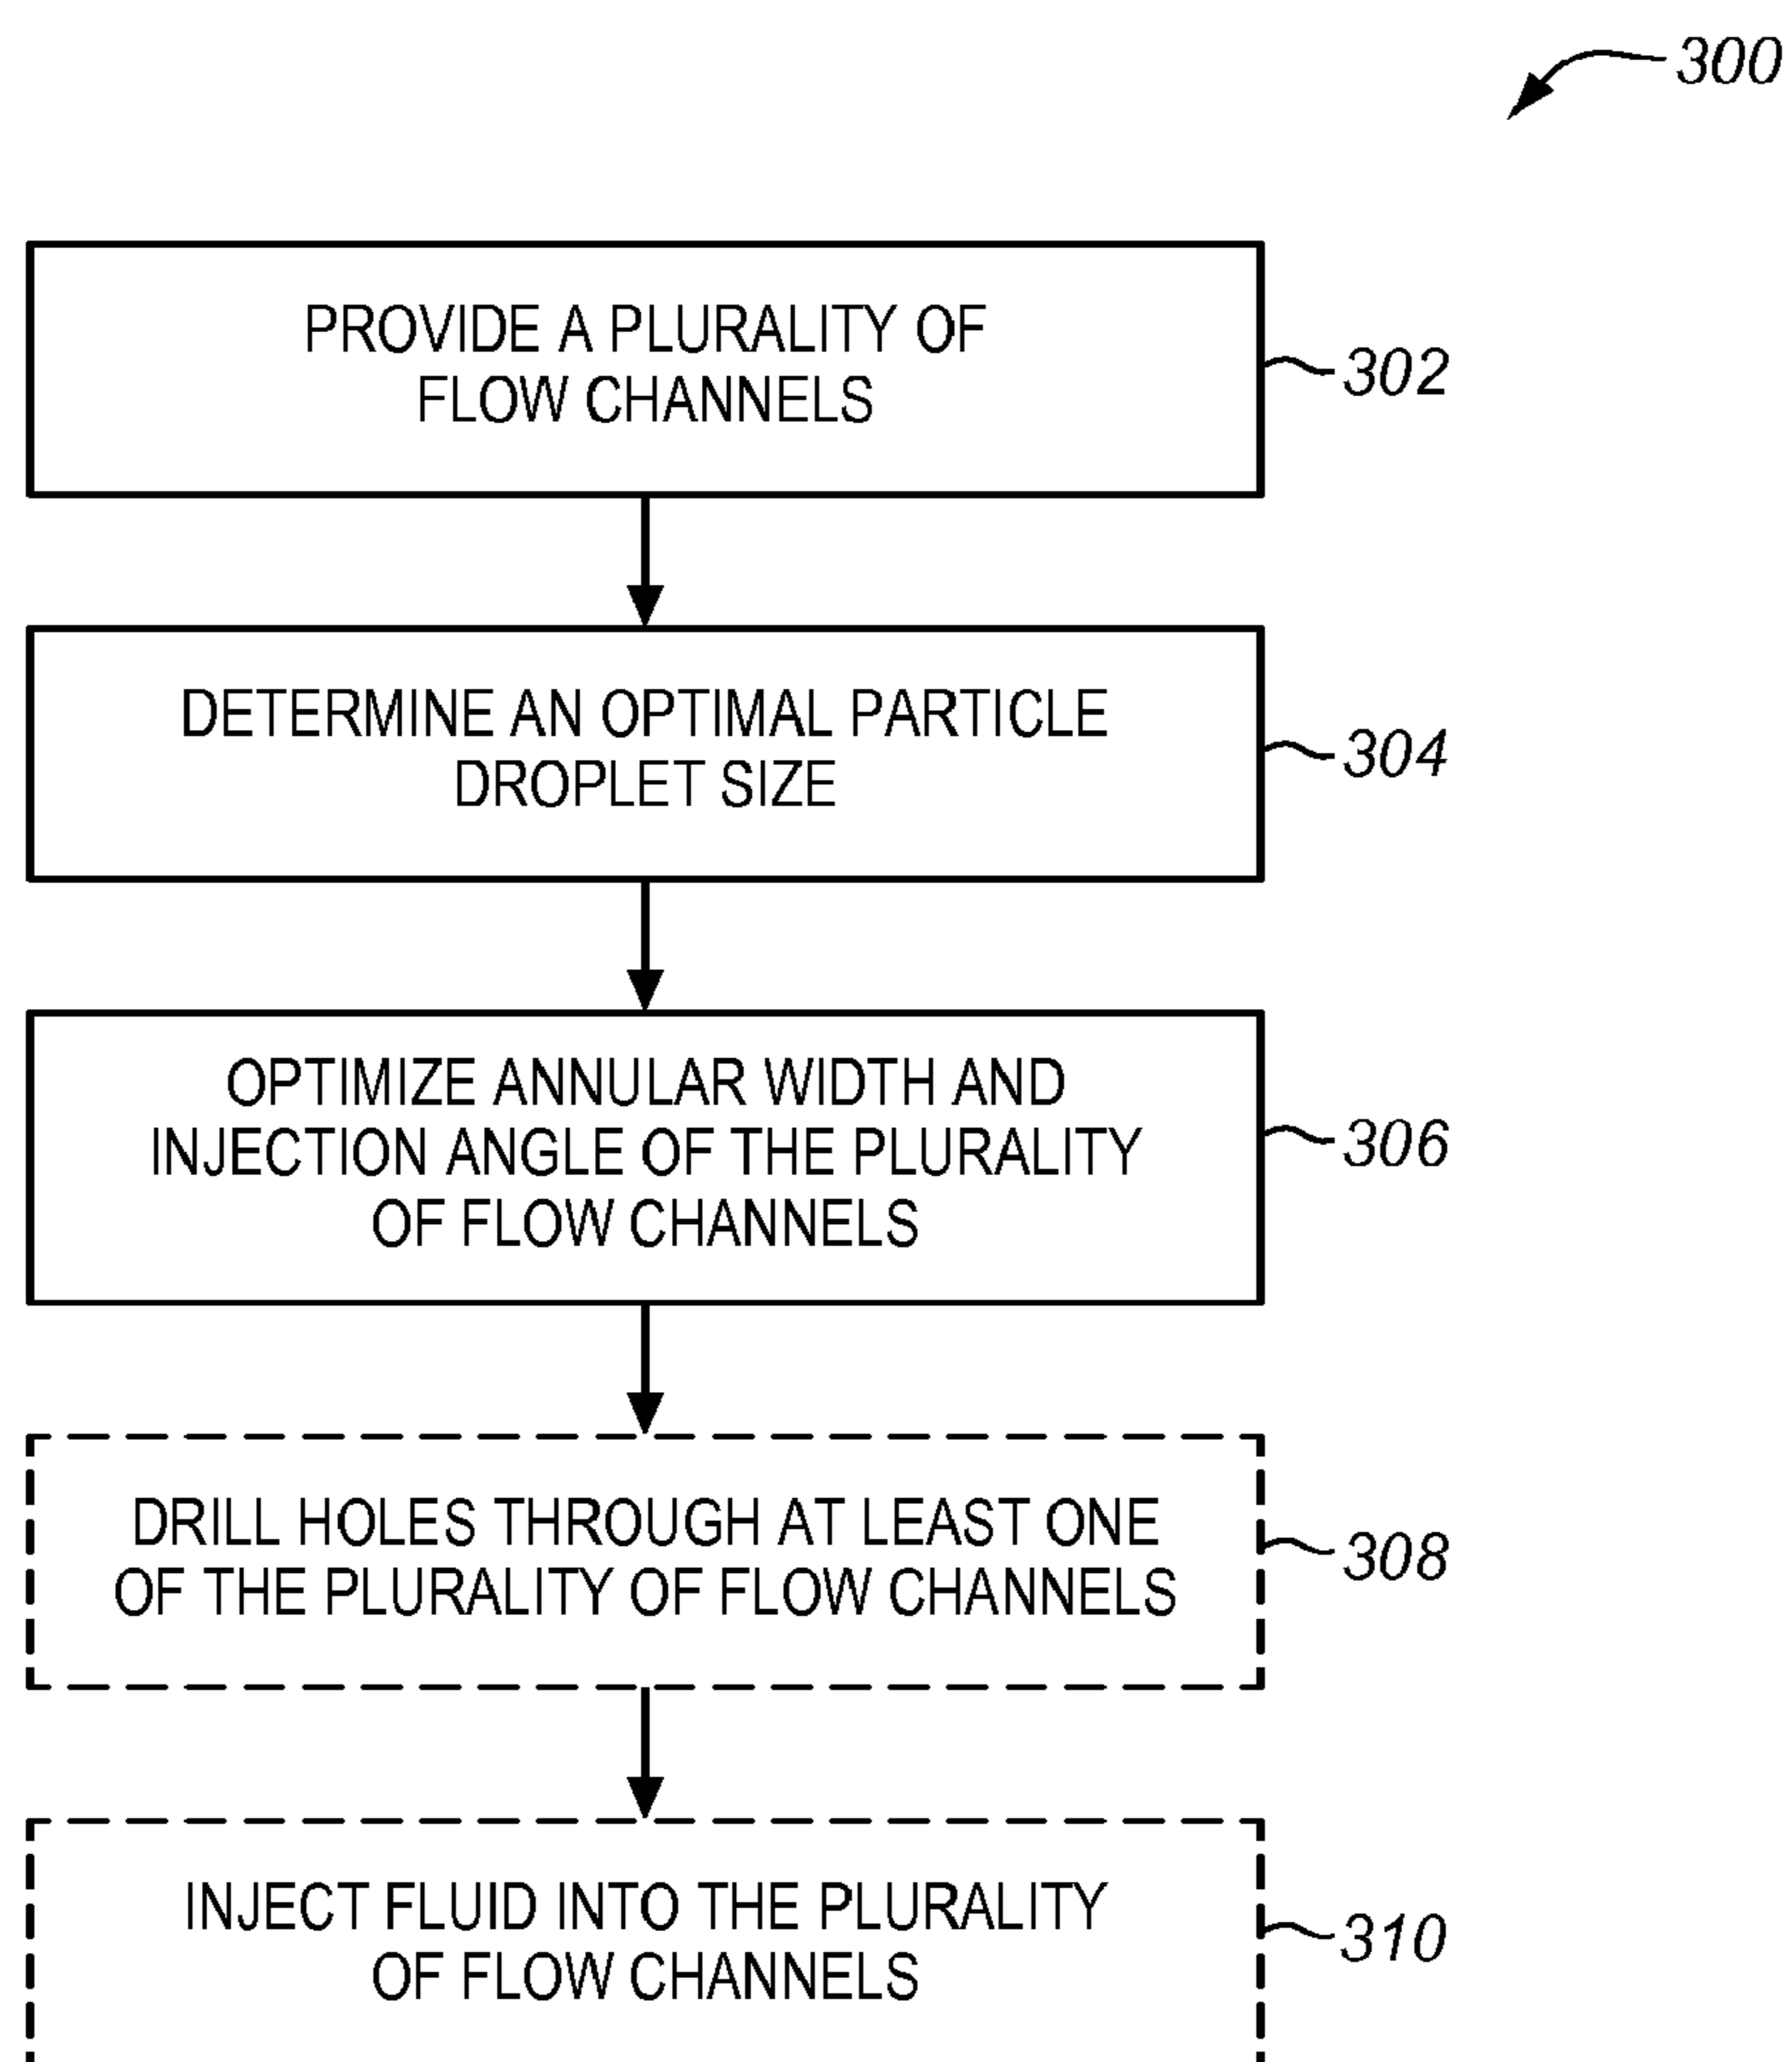 300
PROVIDE A PLURALITY OF
FLOW CHANNELS
302
DETERMINE AN OPTIMAL PARTICLE
DROPLET SIZE
304
OPTIMIZE ANNULAR WIDTH AND
INJECTION ANGLE OF THE PLURALITY
OF FLOW CHANNELS
306
DRILL HOLES THROUGH AT LEAST ONE
OF THE PLURALITY OF FLOW CHANNELS
308
INJECT FLUID INTO THE PLURALITY
OF FLOW CHANNELS
310